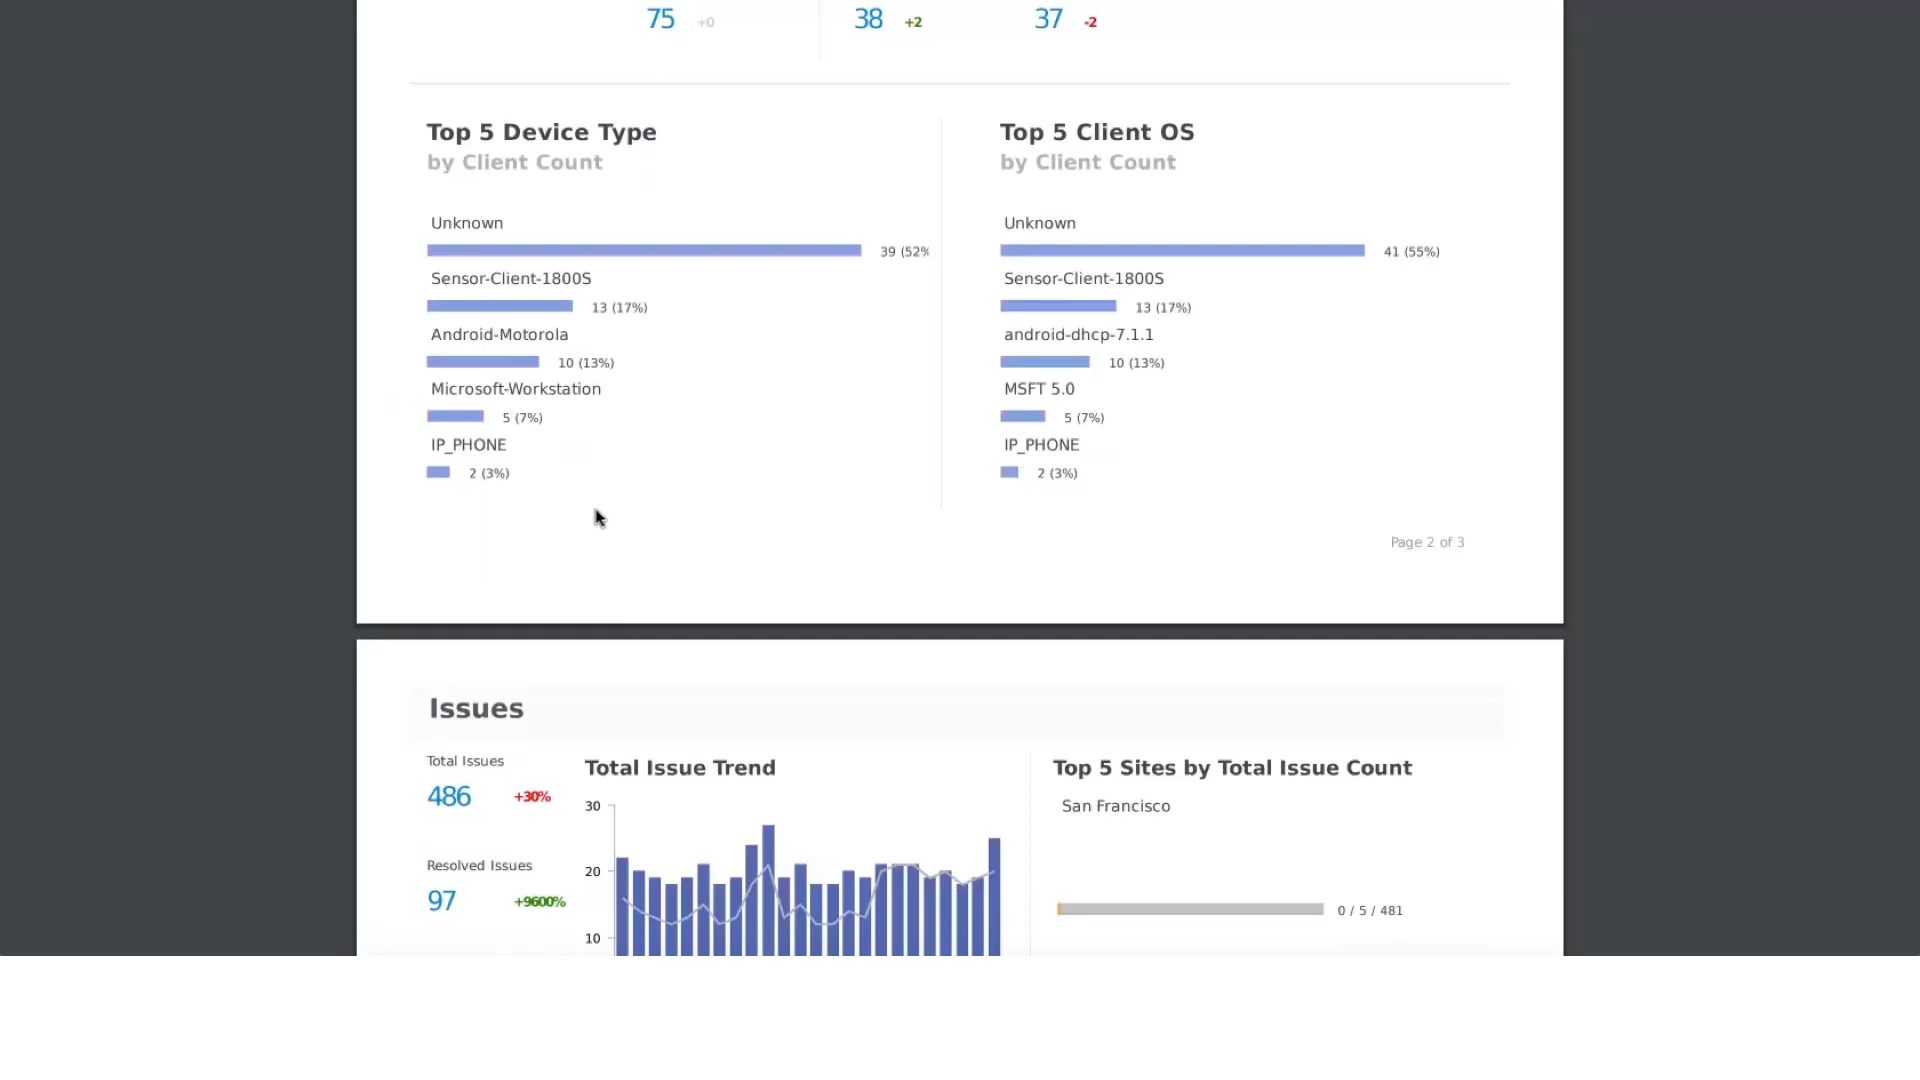 75 +0 38 +2 37 -2
Top 5 Device Type
by Client Count
Unknown
39 (52%
Sensor-Client-1800S
13 (17%)
Android-Motorola
10 (13%)
Microsoft-Workstation
5 (7%)
IP_PHONE
2 (3%)
Top 5 Client OS
by Client Count
Unknown
41 (55%)
Sensor-Client-1800S
13 (17%)
android-dhcp-7.1.1
10 (13%)
MSFT 5.0
5 (7%)
IP_PHONE
2 (3%)
Page 2 of 3
Issues
Total Issues
486 +30%
Resolved Issues
97 +9600%
Total Issue Trend
30
20
10
Top 5 Sites by Total Issue Count
San Francisco
0 / 5 / 481